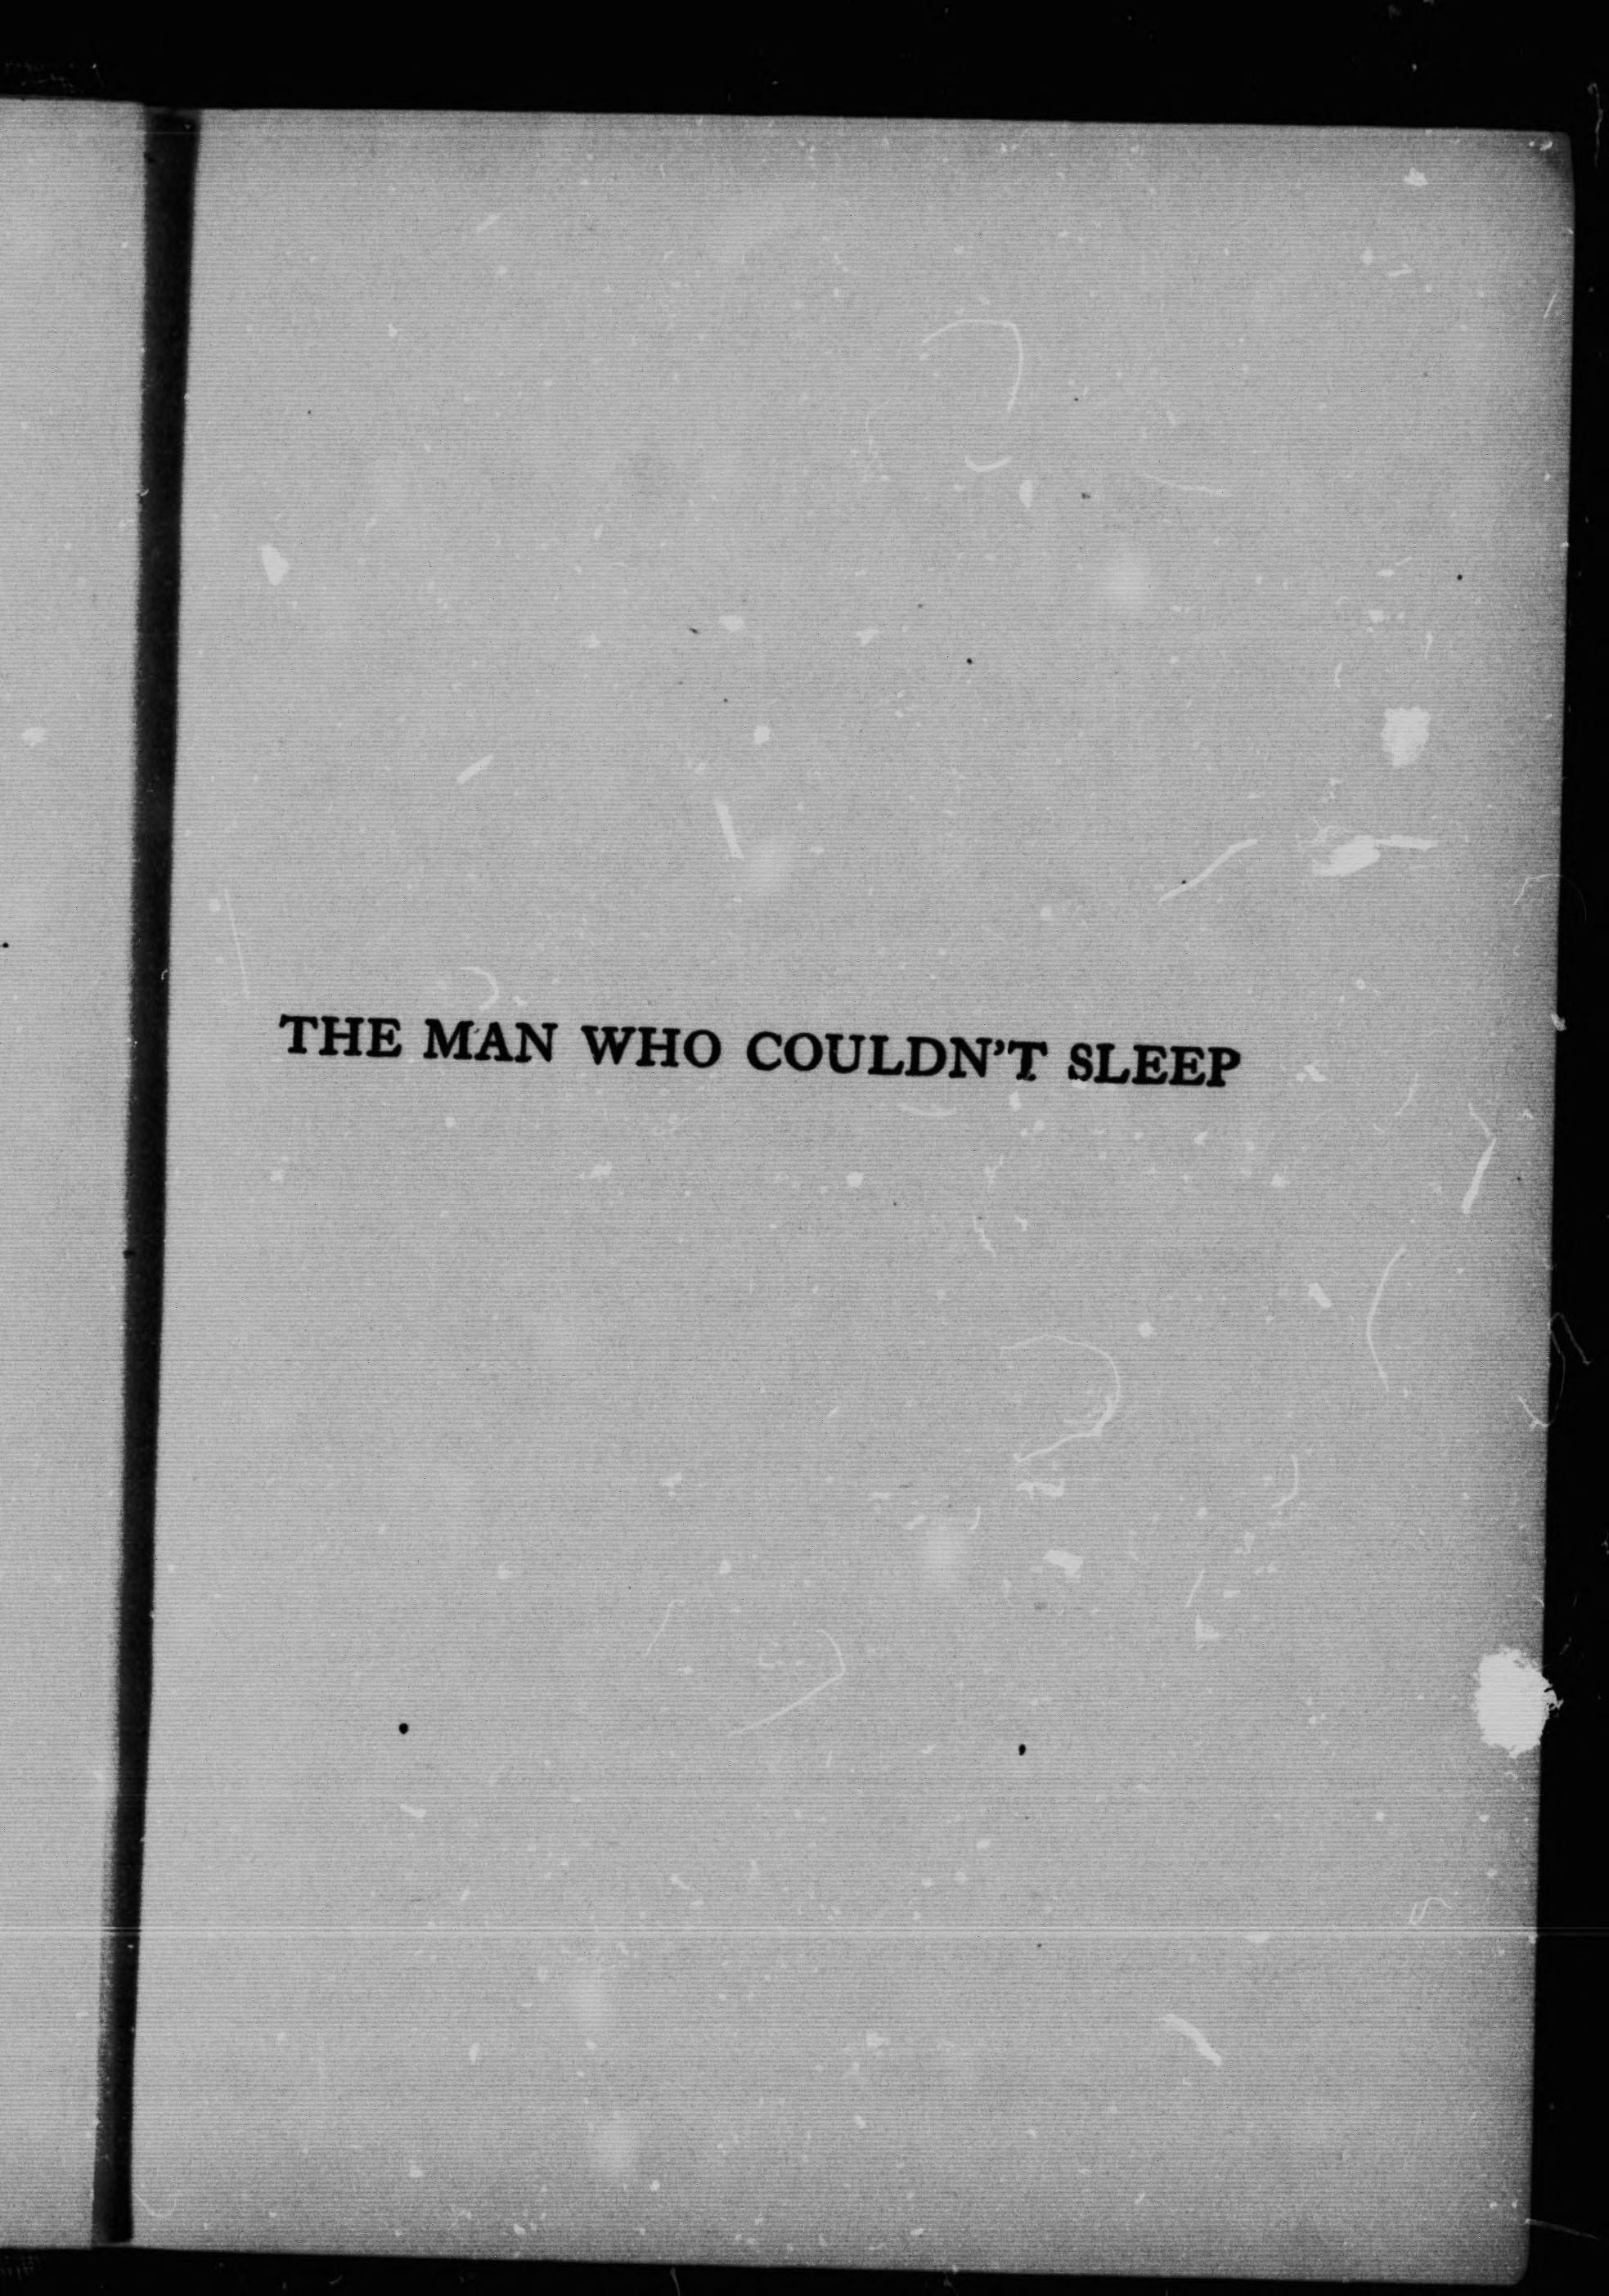 THE MAN WHO COULDN'T SLEEP